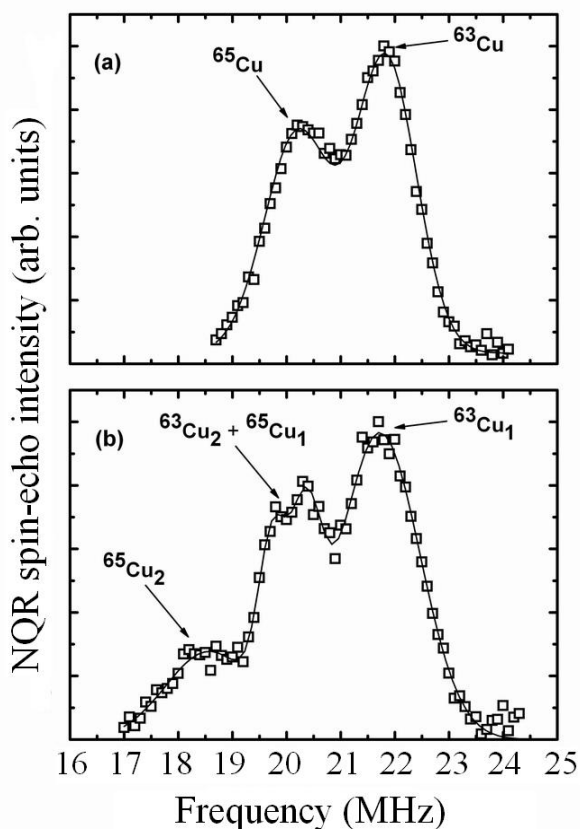 NQR spin-echo intensity (arb. units)
(a)
⁶⁵Cu
⁶³Cu
(b)
⁶³Cu₂ + ⁶⁵Cu₁
⁶³Cu₁
⁶⁵Cu₂
16 17 18 19 20 21 22 23 24 25
Frequency (MHz)